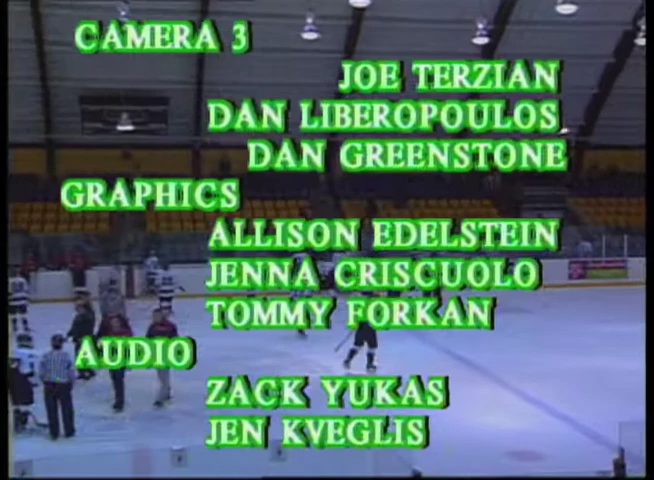 CAMERA 3
JOE TERZIAN
DAN LIBEROPOULOS
DAN GREENSTONE
GRAPHICS
ALLISON EDELSTEIN
JENNA CRISCUOLO
TOMMY FORKAN
AUDIO
ZACK YUKAS
JEN KVEGLIS